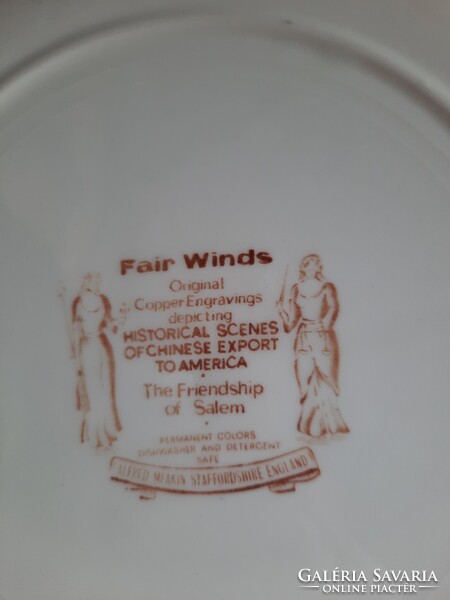 Fair Winds
Original
Copper Engravings
depicting
HISTORICAL SCENES
OF CHINESE EXPORT
TO AMERICA
The Friendship
of Salem
PERMANENT COLORS
DISHWASHER AND DETERGENT
SAFE
ALFRED MEAKIN STAFFORDSHIRE ENGLAND
GALÉRIA SAVARIA
ONLINE PIACTÉR